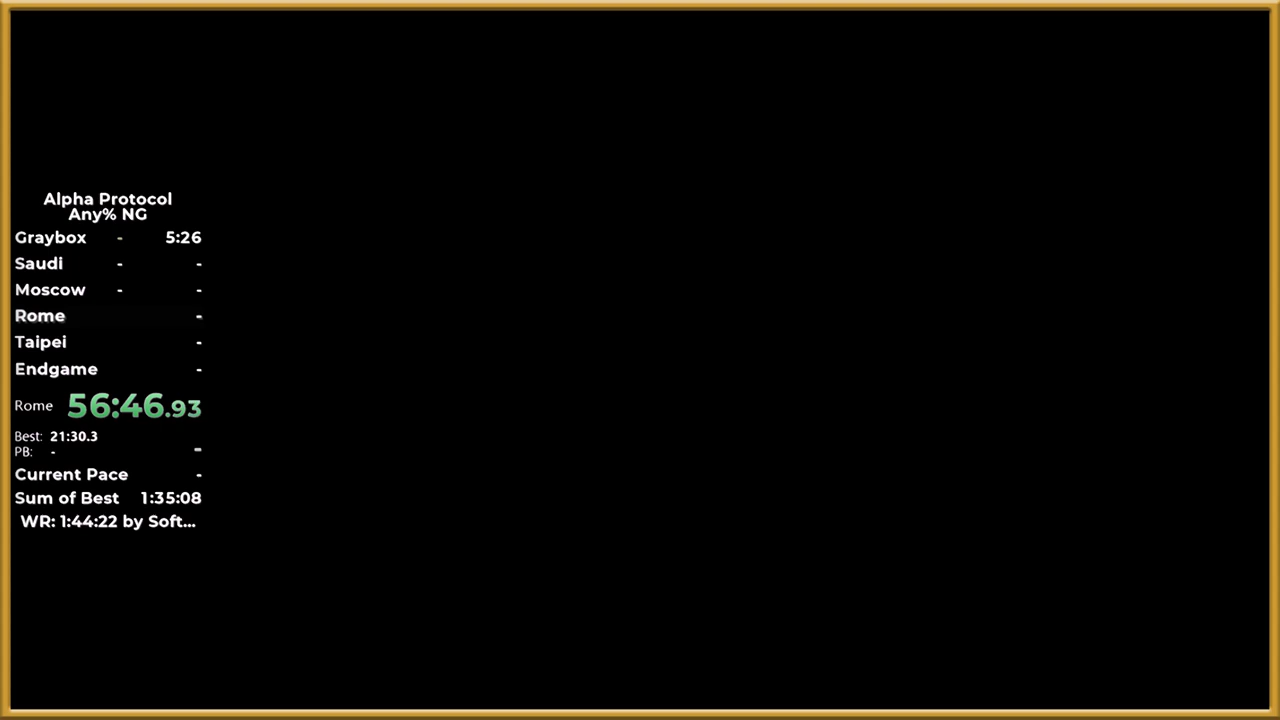 Alpha Protocol
Any% NG
Graybox - 5:26
Saudi - -
Moscow - -
Rome -
Taipei -
Endgame -
Rome 56:46.93
Best: 21:30.3
PB: - -
Current Pace -
Sum of Best 1:35:08
WR: 1:44:22 by Soft...